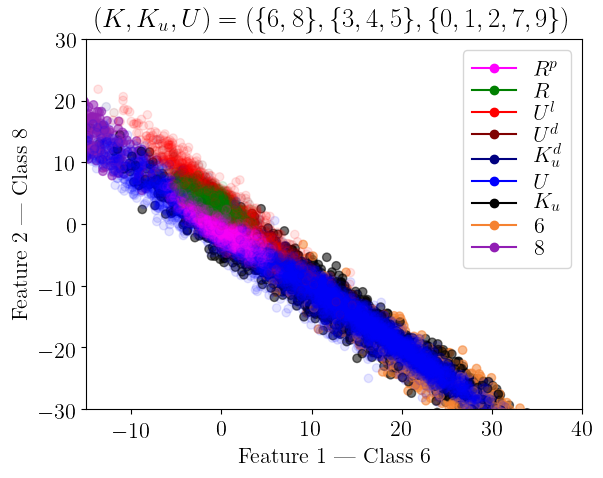 (K, K_u, U) = ({6, 8}, {3, 4, 5}, {0, 1, 2, 7, 9})
30
20
10
0
−10
−20
−30
Feature 2 — Class 8
R^p
R
U^l
U^d
K_u^d
U
K_u
6
8
−10
0
10
20
30
40
Feature 1 — Class 6